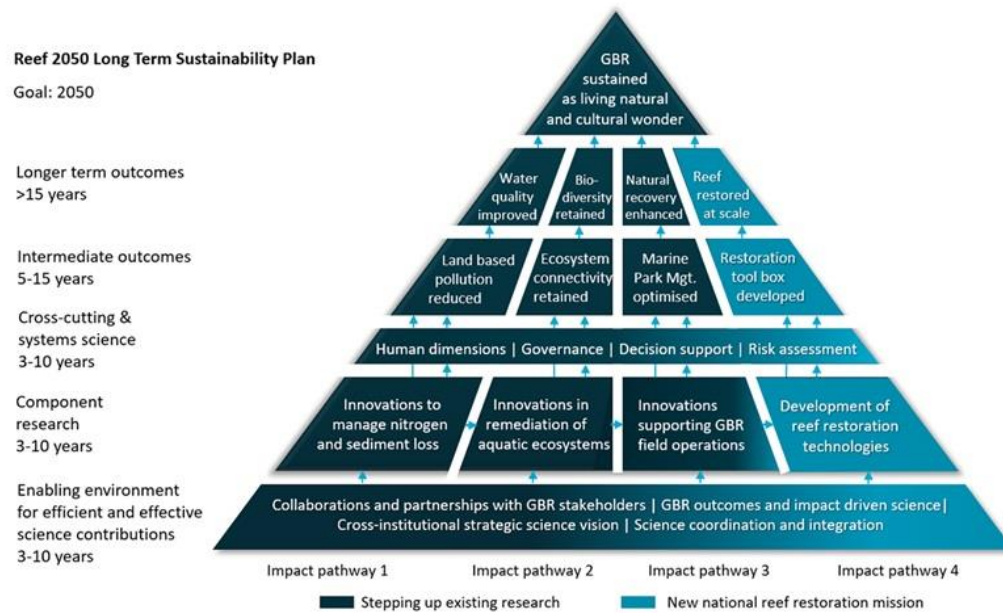 Reef 2050 Long Term Sustainability Plan
Goal: 2050
GBR
sustained
as living natural
and cultural wonder
Longer term outcomes
>15 years
Water
quality
improved
Bio-
diversity
retained
Natural
recovery
enhanced
Reef
restored
at scale
Intermediate outcomes
5-15 years
Land based
pollution
reduced
Ecosystem
connectivity
retained
Marine
Park Mgt.
optimised
Restoration
tool box
developed
Cross-cutting &
systems science
3-10 years
Human dimensions | Governance | Decision support | Risk assessment
Component
research
3-10 years
Innovations to
manage nitrogen
and sediment loss
Innovations in
remediation of
aquatic ecosystems
Innovations
supporting GBR
field operations
Development of
reef restoration
technologies
Enabling environment
for efficient and effective
science contributions
3-10 years
Collaborations and partnerships with GBR stakeholders | GBR outcomes and impact driven science|
Cross-institutional strategic science vision | Science coordination and integration
Impact pathway 1
Impact pathway 2
Impact pathway 3
Impact pathway 4
Stepping up existing research
New national reef restoration mission